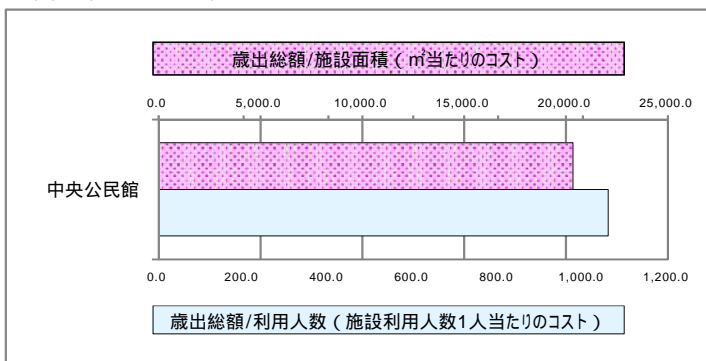 歳出総額/施設面積（㎡当たりのコスト）
0.0 5,000.0 10,000.0 15,000.0 20,000.0 25,000.0
中央公民館
0.0 200.0 400.0 600.0 800.0 1,000.0 1,200.0
歳出総額/利用人数（施設利用人数1人当たりのコスト）